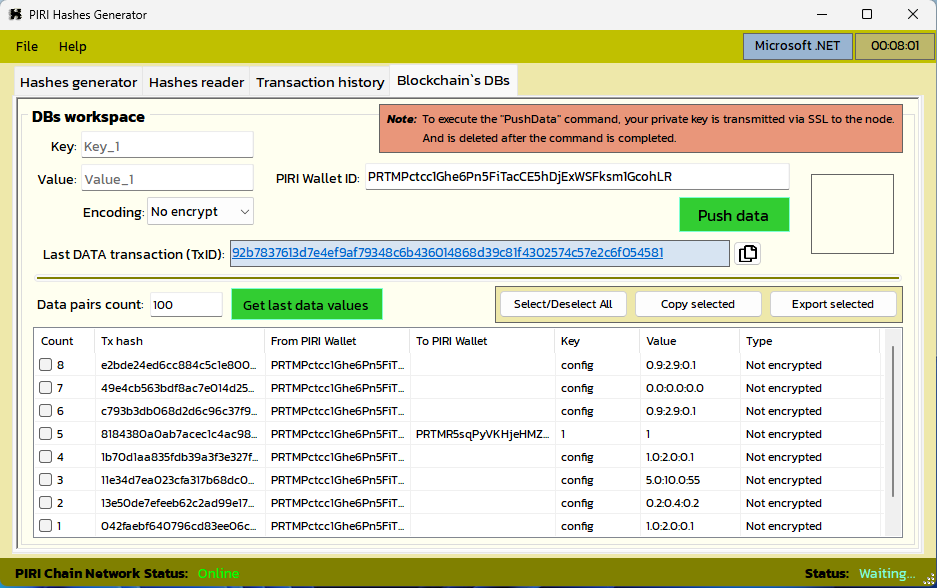 PIRI Hashes Generator
File Help Microsoft .NET 00:08:01
Hashes generator Hashes reader Transaction history Blockchain`s DBs
DBs workspace
Note: To execute the "PushData" command, your private key is transmitted via SSL to the node.
And is deleted after the command is completed.
Key: Key_1
Value: Value_1
PIRI Wallet ID: PRTMPctcc1Ghe6Pn5FiTacCE5hDjExWSFksm1GcohLR
Encoding: No encrypt
Push data
Last DATA transaction (TxID): 92b7837613d7e4ef9af79348c6b436014868d39c81f4302574c57e2c6f054581
Data pairs count: 100 Get last data values Select/Deselect All Copy selected Export selected
Count Tx hash From PIRI Wallet To PIRI Wallet Key Value Type
8 e2bde24ed6cc884c5c1e800... PRTMPctcc1Ghe6Pn5FiT... config 0.9:2.9:0.1 Not encrypted
7 49e4cb563bdf8ac7e014d25... PRTMPctcc1Ghe6Pn5FiT... config 0.0:0.0:0.0 Not encrypted
6 c793b3db068d2d6c96c37f9... PRTMPctcc1Ghe6Pn5FiT... config 0.9:2.9:0.1 Not encrypted
5 8184380a0ab7acec1c4ac98... PRTMPctcc1Ghe6Pn5FiT... PRTMR5sqPyVKHjeHMZ... 1 1 Not encrypted
4 1b70d1aa835fdb39a3f3e327f... PRTMPctcc1Ghe6Pn5FiT... config 1.0:2.0:0.1 Not encrypted
3 11e34d7ea023cfa317b68dc0... PRTMPctcc1Ghe6Pn5FiT... config 5.0:10.0:55 Not encrypted
2 13e50de7efeeb62c2ad99e17... PRTMPctcc1Ghe6Pn5FiT... config 0.2:0.4:0.2 Not encrypted
1 042faebf640796cd83ee06c... PRTMPctcc1Ghe6Pn5FiT... config 1.0:2.0:0.1 Not encrypted
PIRI Chain Network Status: Online Status: Waiting...